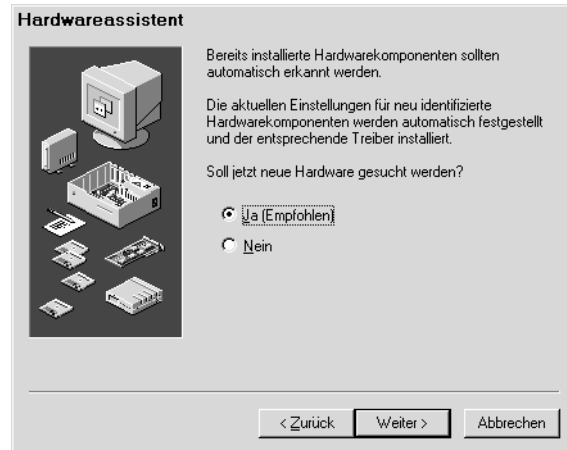 Hardwareassistent
Bereits installierte Hardwarekomponenten sollten
automatisch erkannt werden.
Die aktuellen Einstellungen für neu identifizierte
Hardwarekomponenten werden automatisch festgestellt
und der entsprechende Treiber installiert.
Soll jetzt neue Hardware gesucht werden?
Ja (Empfohlen)
Nein
< Zurück
Weiter >
Abbrechen